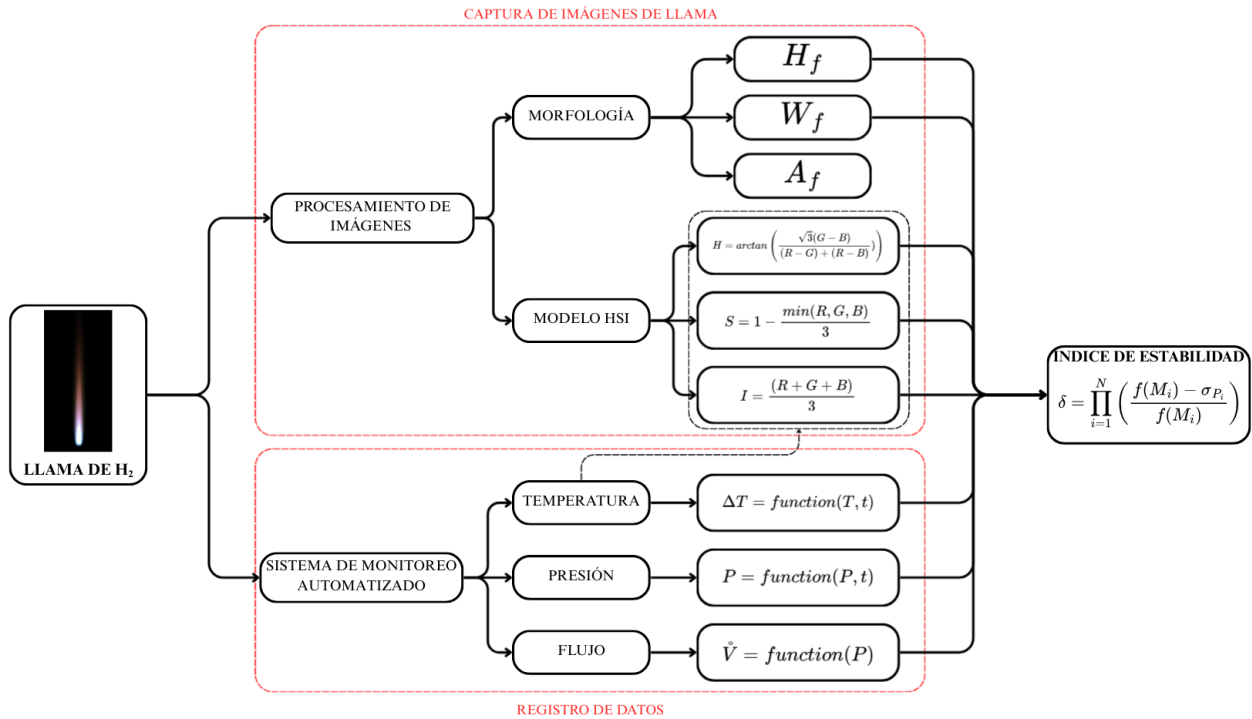 CAPTURA DE IMÁGENES DE LLAMA
H_f
MORFOLOGÍA
W_f
A_f
PROCESAMIENTO DE
IMÁGENES
H = arctan ( √3(G − B) / (R − G) + (R − B) ) )
MODELO HSI
S = 1 − min(R, G, B) / 3
I = (R + G + B) / 3
LLAMA DE H₂
ÍNDICE DE ESTABILIDAD
δ = ∏_{i=1}^{N} ( f(M_i) − σ_{P_i} / f(M_i) )
TEMPERATURA
ΔT = function(T, t)
SISTEMA DE MONITOREO
AUTOMATIZADO
PRESIÓN
P = function(P, t)
FLUJO
V̊ = function(P)
REGISTRO DE DATOS